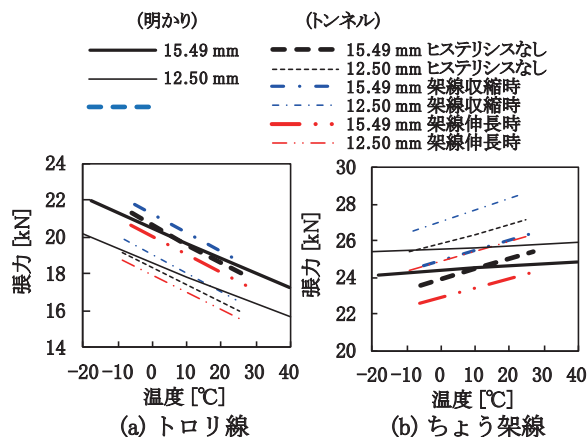 (明かり)
(トンネル)
15.49 mm
12.50 mm
15.49 mm ヒステリシスなし
12.50 mm ヒステリシスなし
15.49 mm 架線収縮時
12.50 mm 架線収縮時
15.49 mm 架線伸長時
12.50 mm 架線伸長時
張力 [kN]
24
22
20
18
16
14
-20 -10 0 10 20 30 40
温度 [℃]
(a) トロリ線
張力 [kN]
30
28
26
24
22
20
-20 -10 0 10 20 30 40
温度 [℃]
(b) ちょう架線